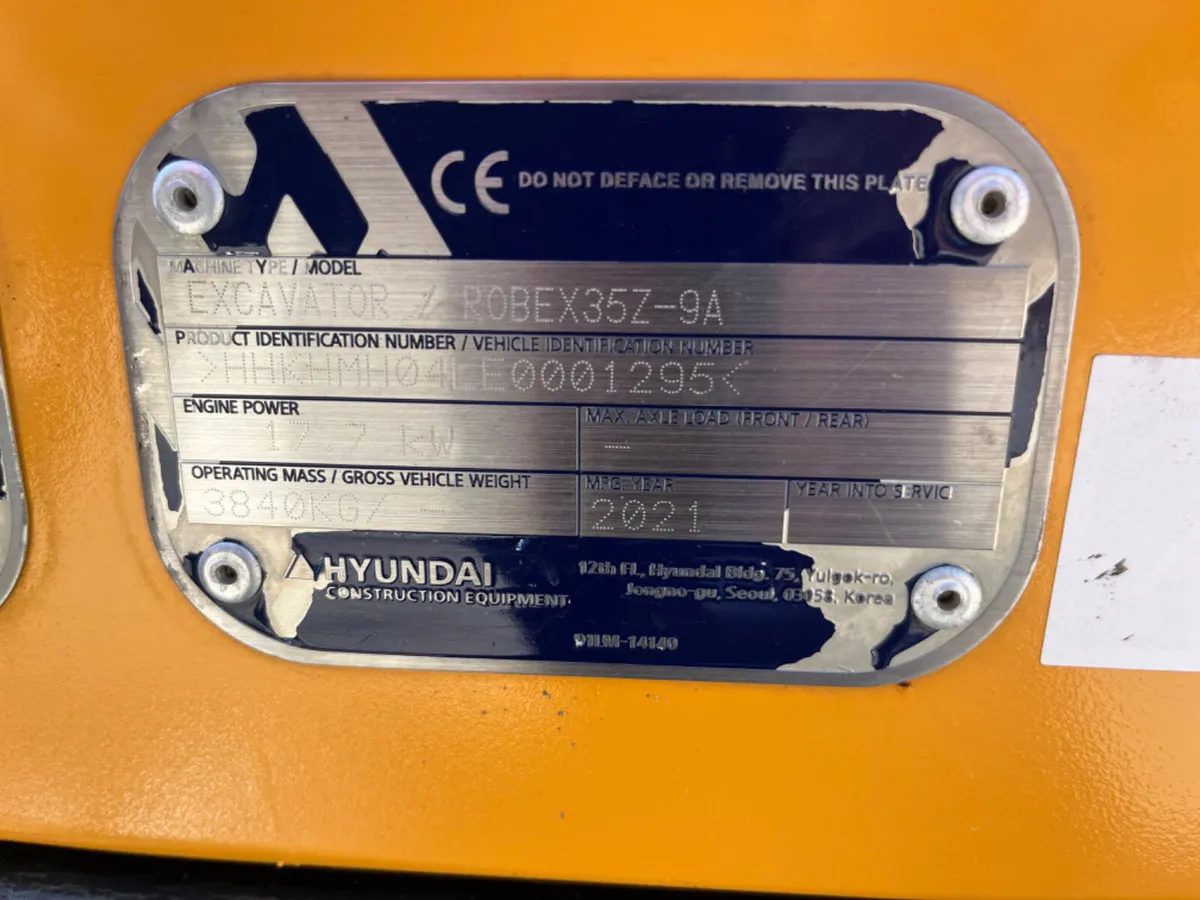 CE DO NOT DEFACE OR REMOVE THIS PLATE
MACHINE TYPE / MODEL
EXCAVATOR / ROBEX35Z-9A
PRODUCT IDENTIFICATION NUMBER / VEHICLE IDENTIFICATION NUMBER
>HHKHMH04LE0001295<
ENGINE POWER
17.7 kW
MAX. AXLE LOAD (FRONT / REAR)
-
OPERATING MASS / GROSS VEHICLE WEIGHT
3840KG/ -
MFG. YEAR
2021
YEAR INTO SERVIC
HYUNDAI
CONSTRUCTION EQUIPMENT
12th Fl., Hyundai Bldg. 75, Yulgok-ro,
Jongno-gu, Seoul, 03058, Korea
91LM-14140